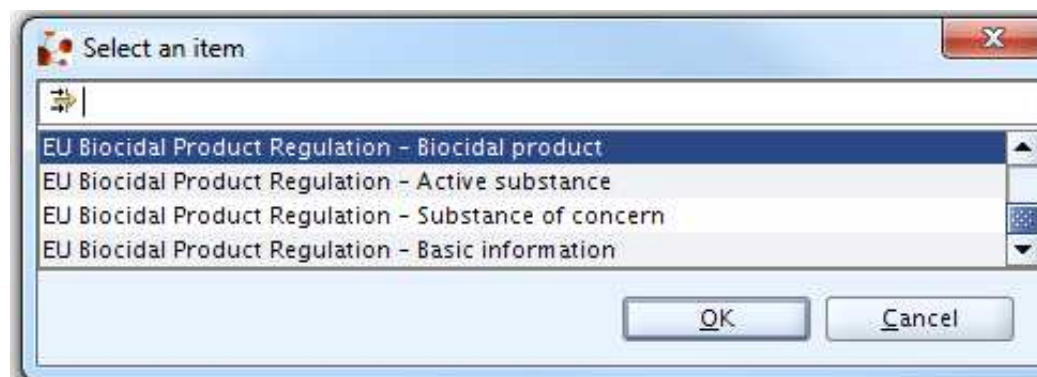 Select an item
EU Biocidal Product Regulation – Biocidal product
EU Biocidal Product Regulation – Active substance
EU Biocidal Product Regulation – Substance of concern
EU Biocidal Product Regulation – Basic information
OK Cancel